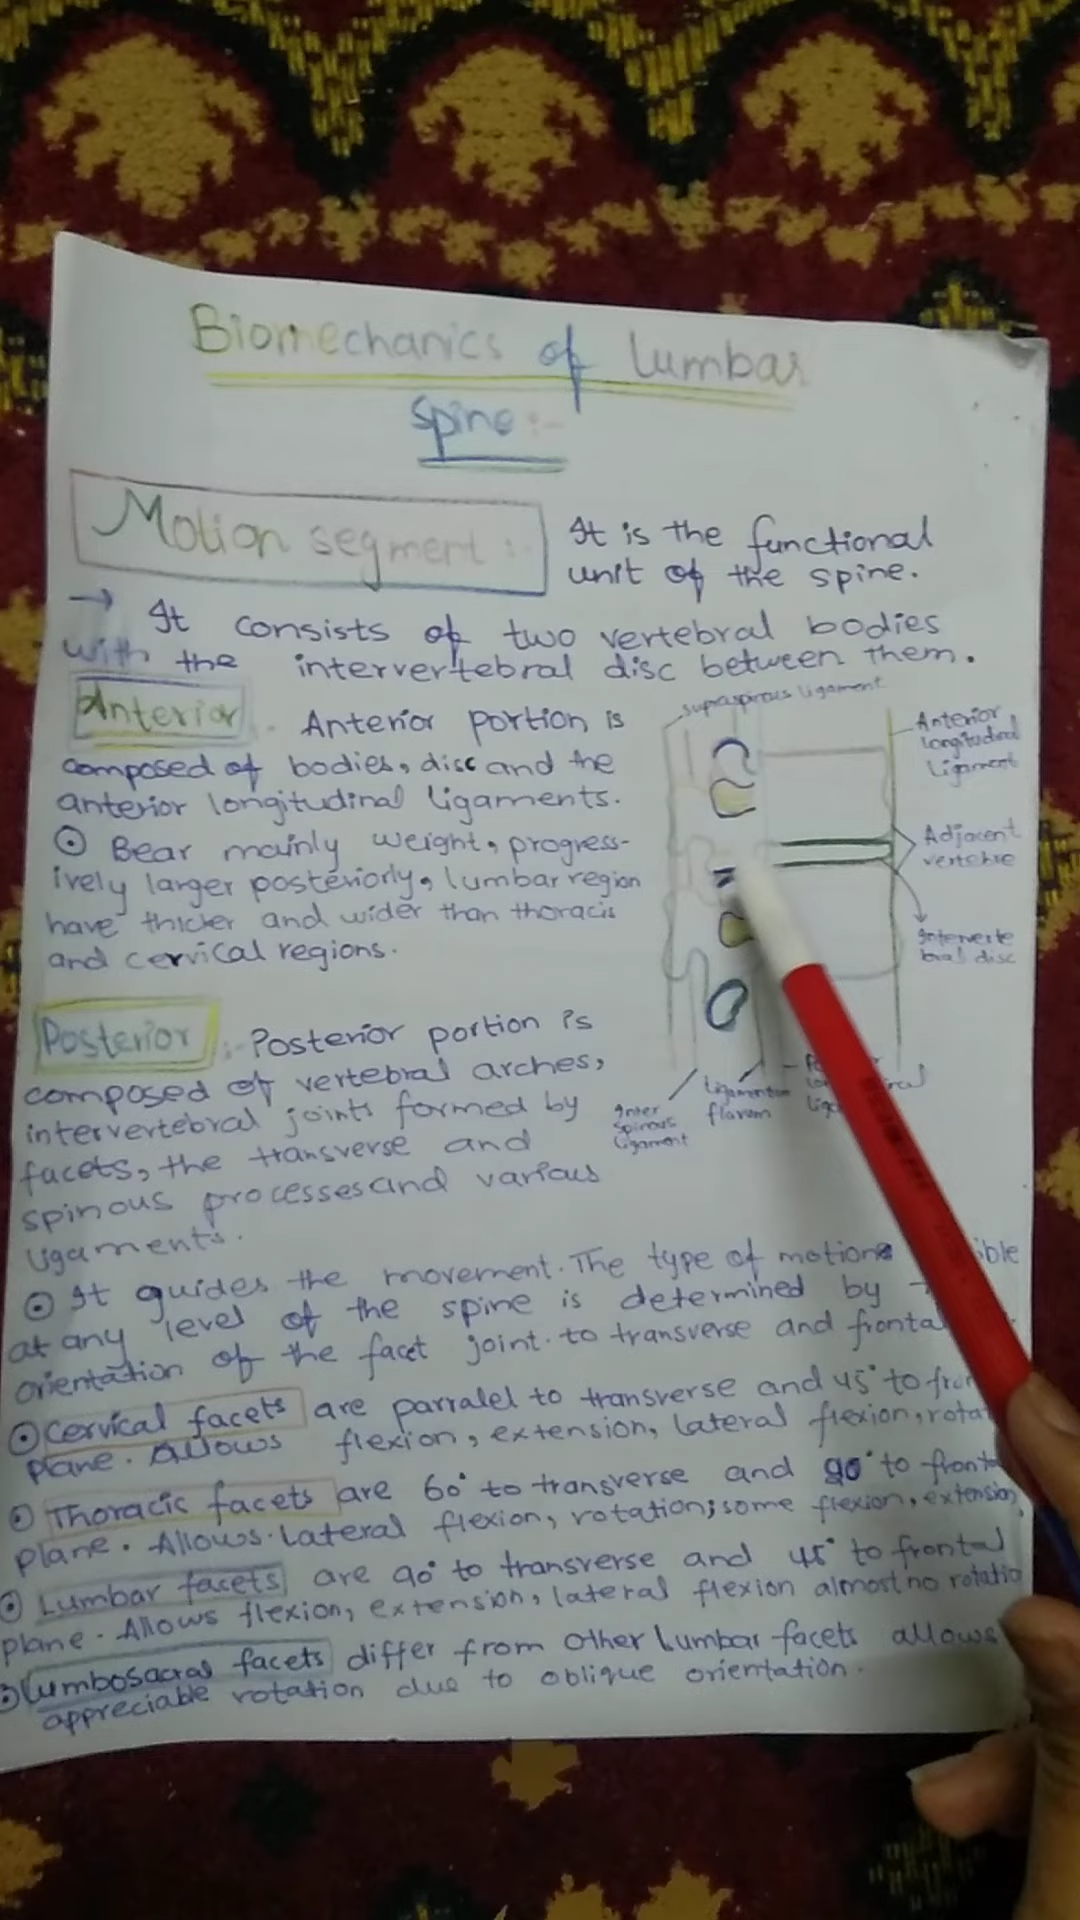 Biomechanics of lumbar
Spine:-
Motion segment:-
It is the functional
unit of the spine.
→ It consists of two vertebral bodies
with the intervertebral disc between them.
Anterior :- Anterior portion is
composed of bodies, disc and the
anterior longitudinal ligaments.
⊙ Bear mainly weight, progress-
ively larger posteriorly, lumbar region
have thicker and wider than thoracis
and cervical regions.
supraspinous ligament
Anterior
longitudinal
Ligament
Adjacent
vertebre
Interverte
bral disc
Inter
spinous
ligament
Ligamentum
flavum
Posterior :- Posterior portion is
composed of vertebral arches,
intervertebral joints formed by
facets, the transverse and
spinous processes and various
ligaments.
⊙ It guides the movement. The type of motion
at any level of the spine is determined by
orientation of the facet joint. to transverse and
⊙ Cervical facets are parralel to transverse and 45° to
plane. Allows flexion, extension, lateral flexion,
⊙ Thoracic facets are 60° to transverse and 90° to
plane. Allows. Lateral flexion, rotation; some flexion, extension
⊙ Lumbar facets are 90° to transverse and 45° to frontal
plane. Allows flexion, extension, lateral flexion almost no
⊙ Lumbosacral facets differ from other Lumbar facets allows
appreciable rotation due to oblique orientation.